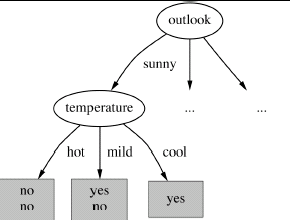 outlook
sunny
temperature
...
...
hot
mild
cool
no
no
yes
no
yes